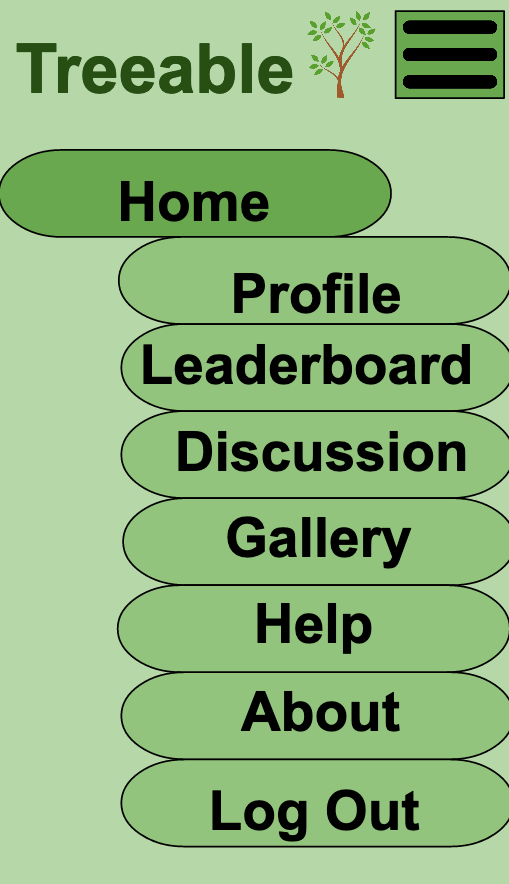 Treeable
Home
Profile
Leaderboard
Discussion
Gallery
Help
About
Log Out